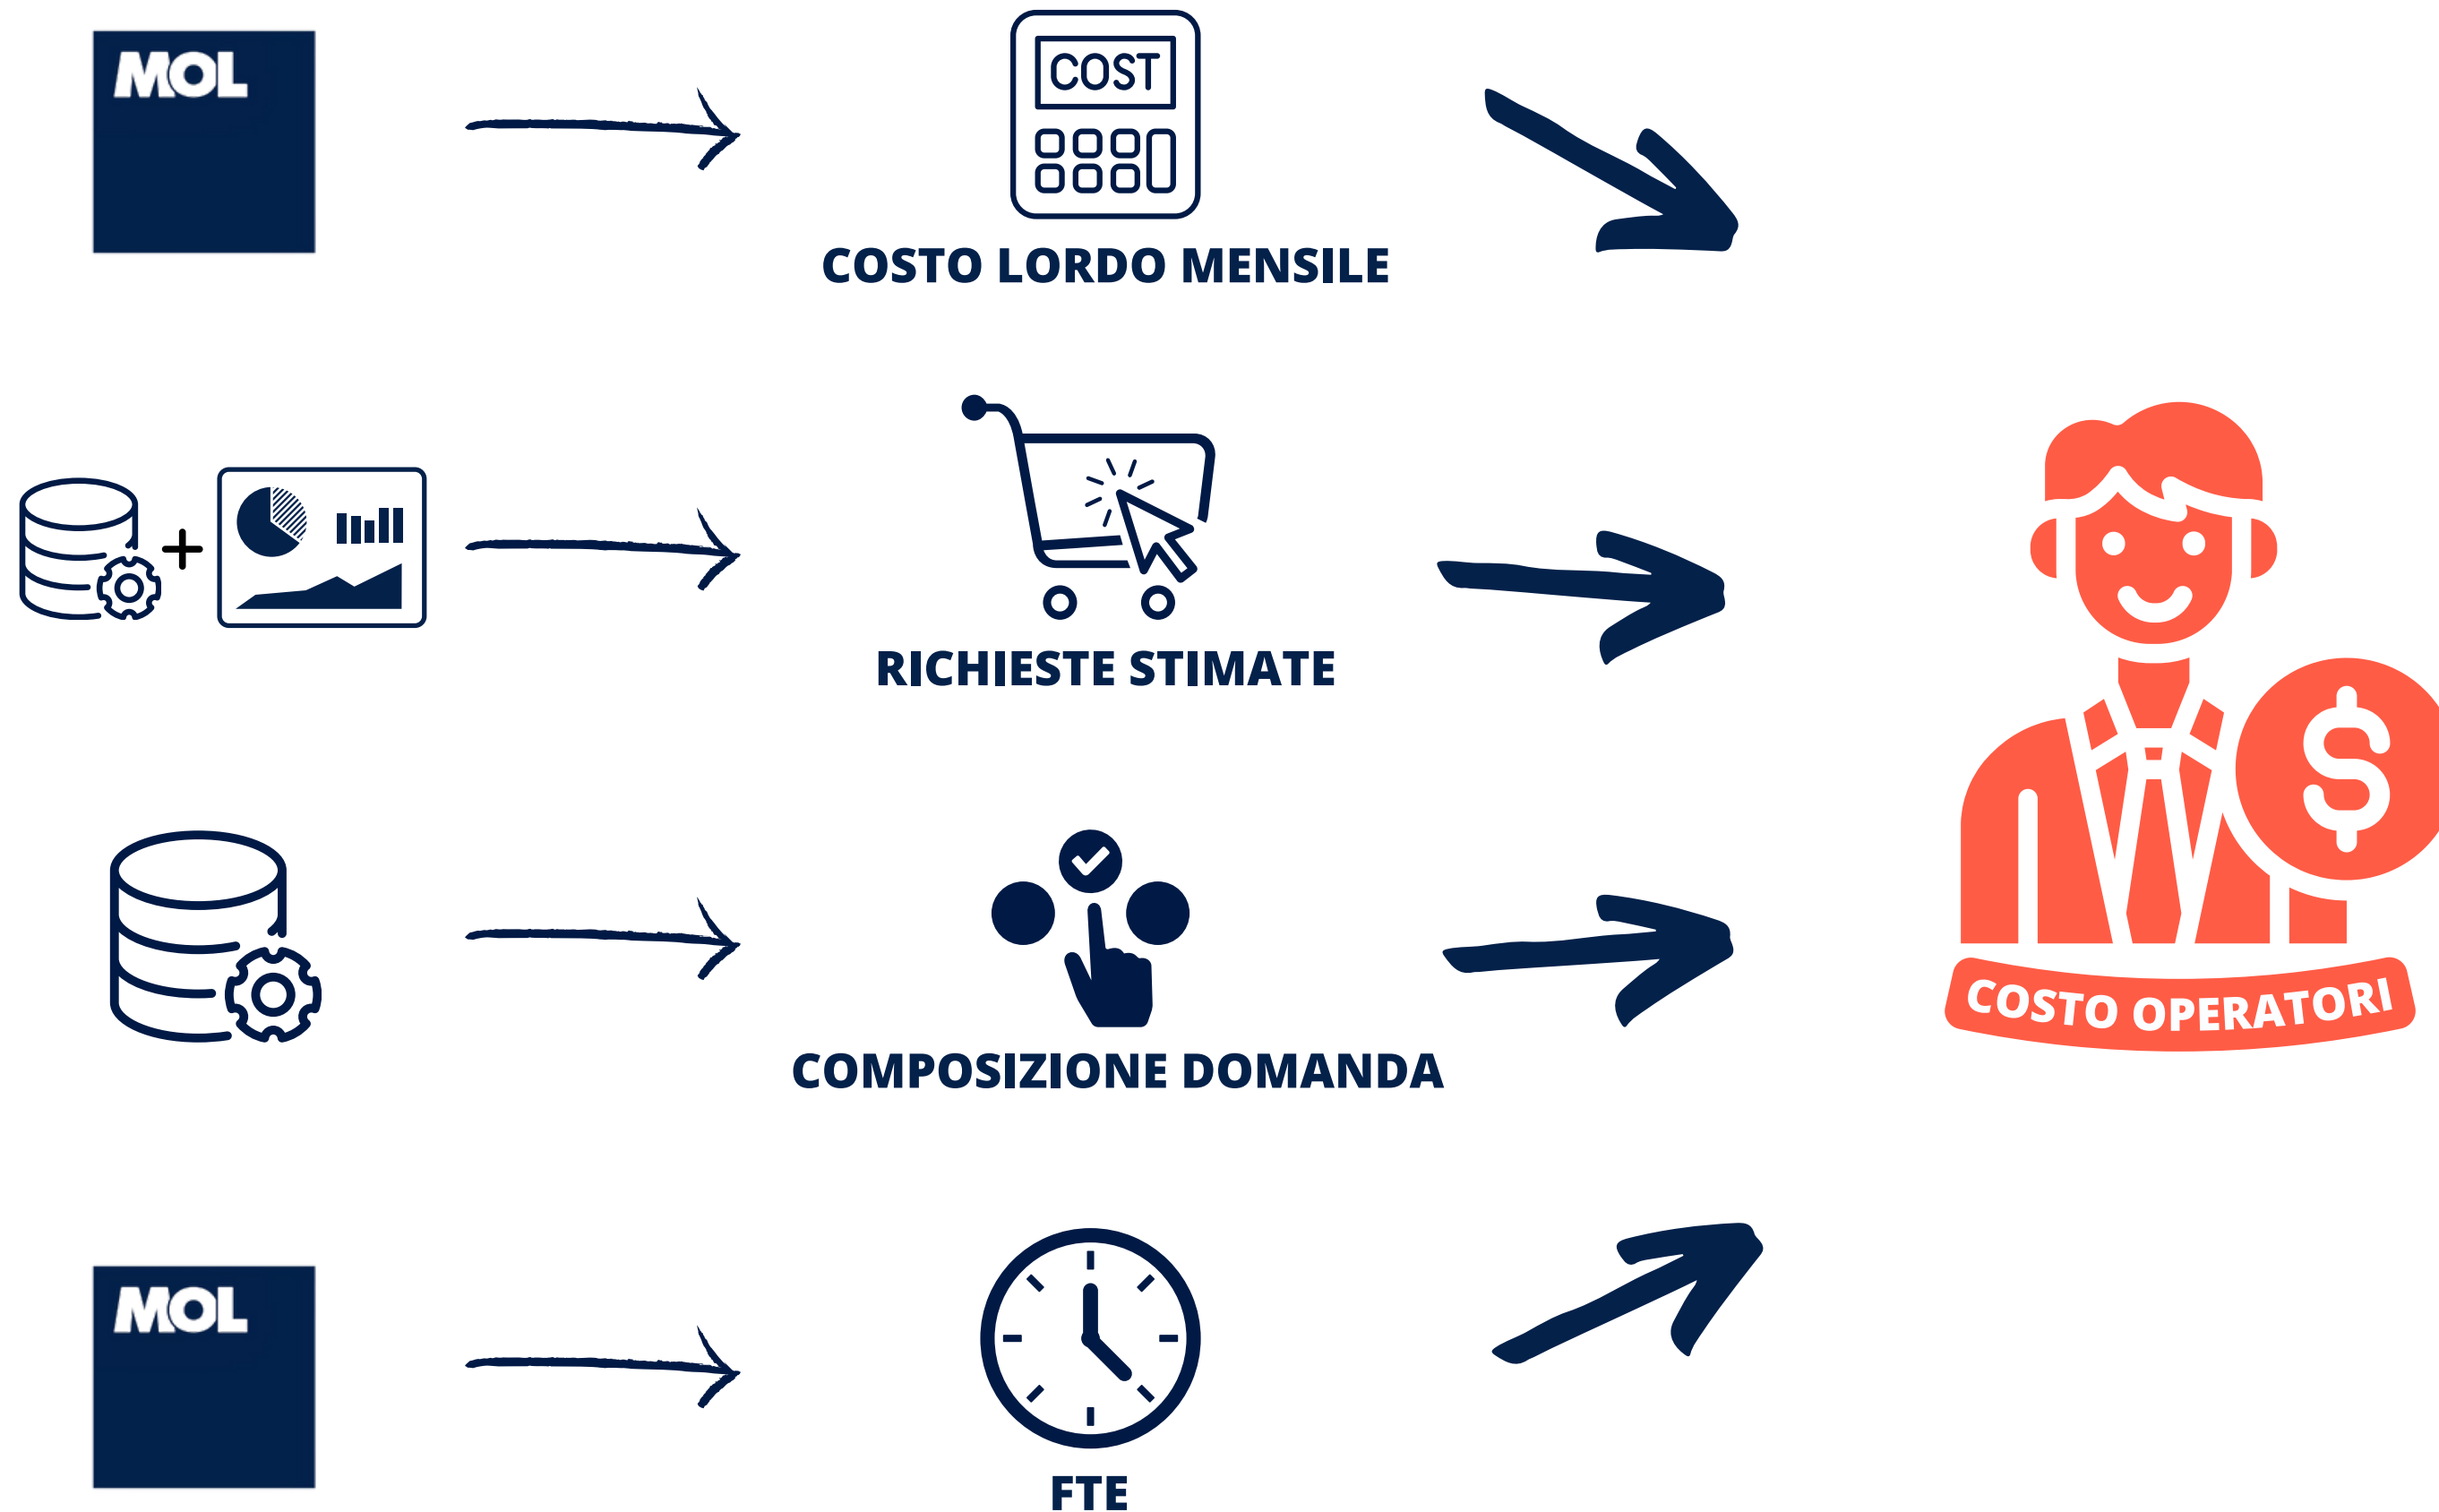 MOL
COST
COSTO LORDO MENSILE
RICHIESTE STIMATE
COMPOSIZIONE DOMANDA
COSTO OPERATORI
MOL
FTE